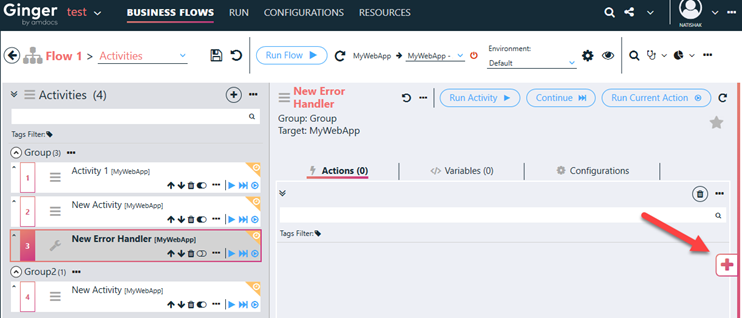 Ginger
by amdocs
test
BUSINESS FLOWS
RUN
CONFIGURATIONS
RESOURCES
NATISHAK
Flow 1 > Activities
Run Flow
MyWebApp
MyWebApp -
Environment:
Default
Activities (4)
Tags Filter:
Group (3)
1
Activity 1 [MyWebApp]
2
New Activity [MyWebApp]
3
New Error Handler [MyWebApp]
Group2 (1)
4
New Activity [MyWebApp]
New Error
Handler
Run Activity
Continue
Run Current Action
Group: Group
Target: MyWebApp
Actions (0)
Variables (0)
Configurations
Tags Filter: